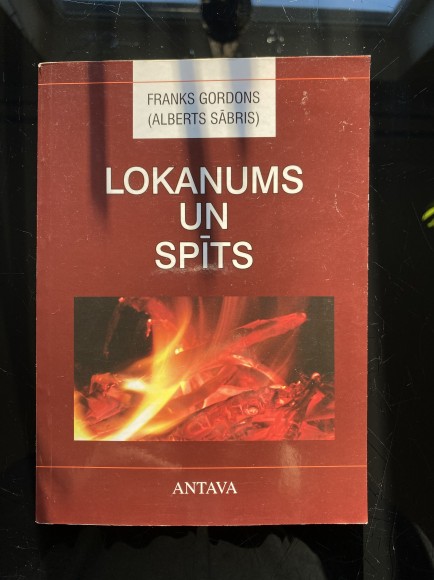 FRANKS GORDONS
(ALBERTS SĀBRIS)
LOKANUMS
UN
SPĪTS
ANTAVA